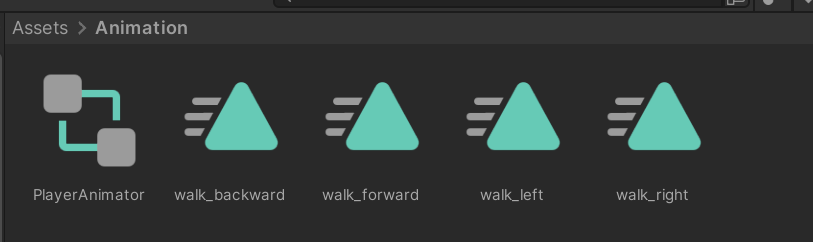 Assets > Animation
PlayerAnimator walk_backward walk_forward walk_left walk_right